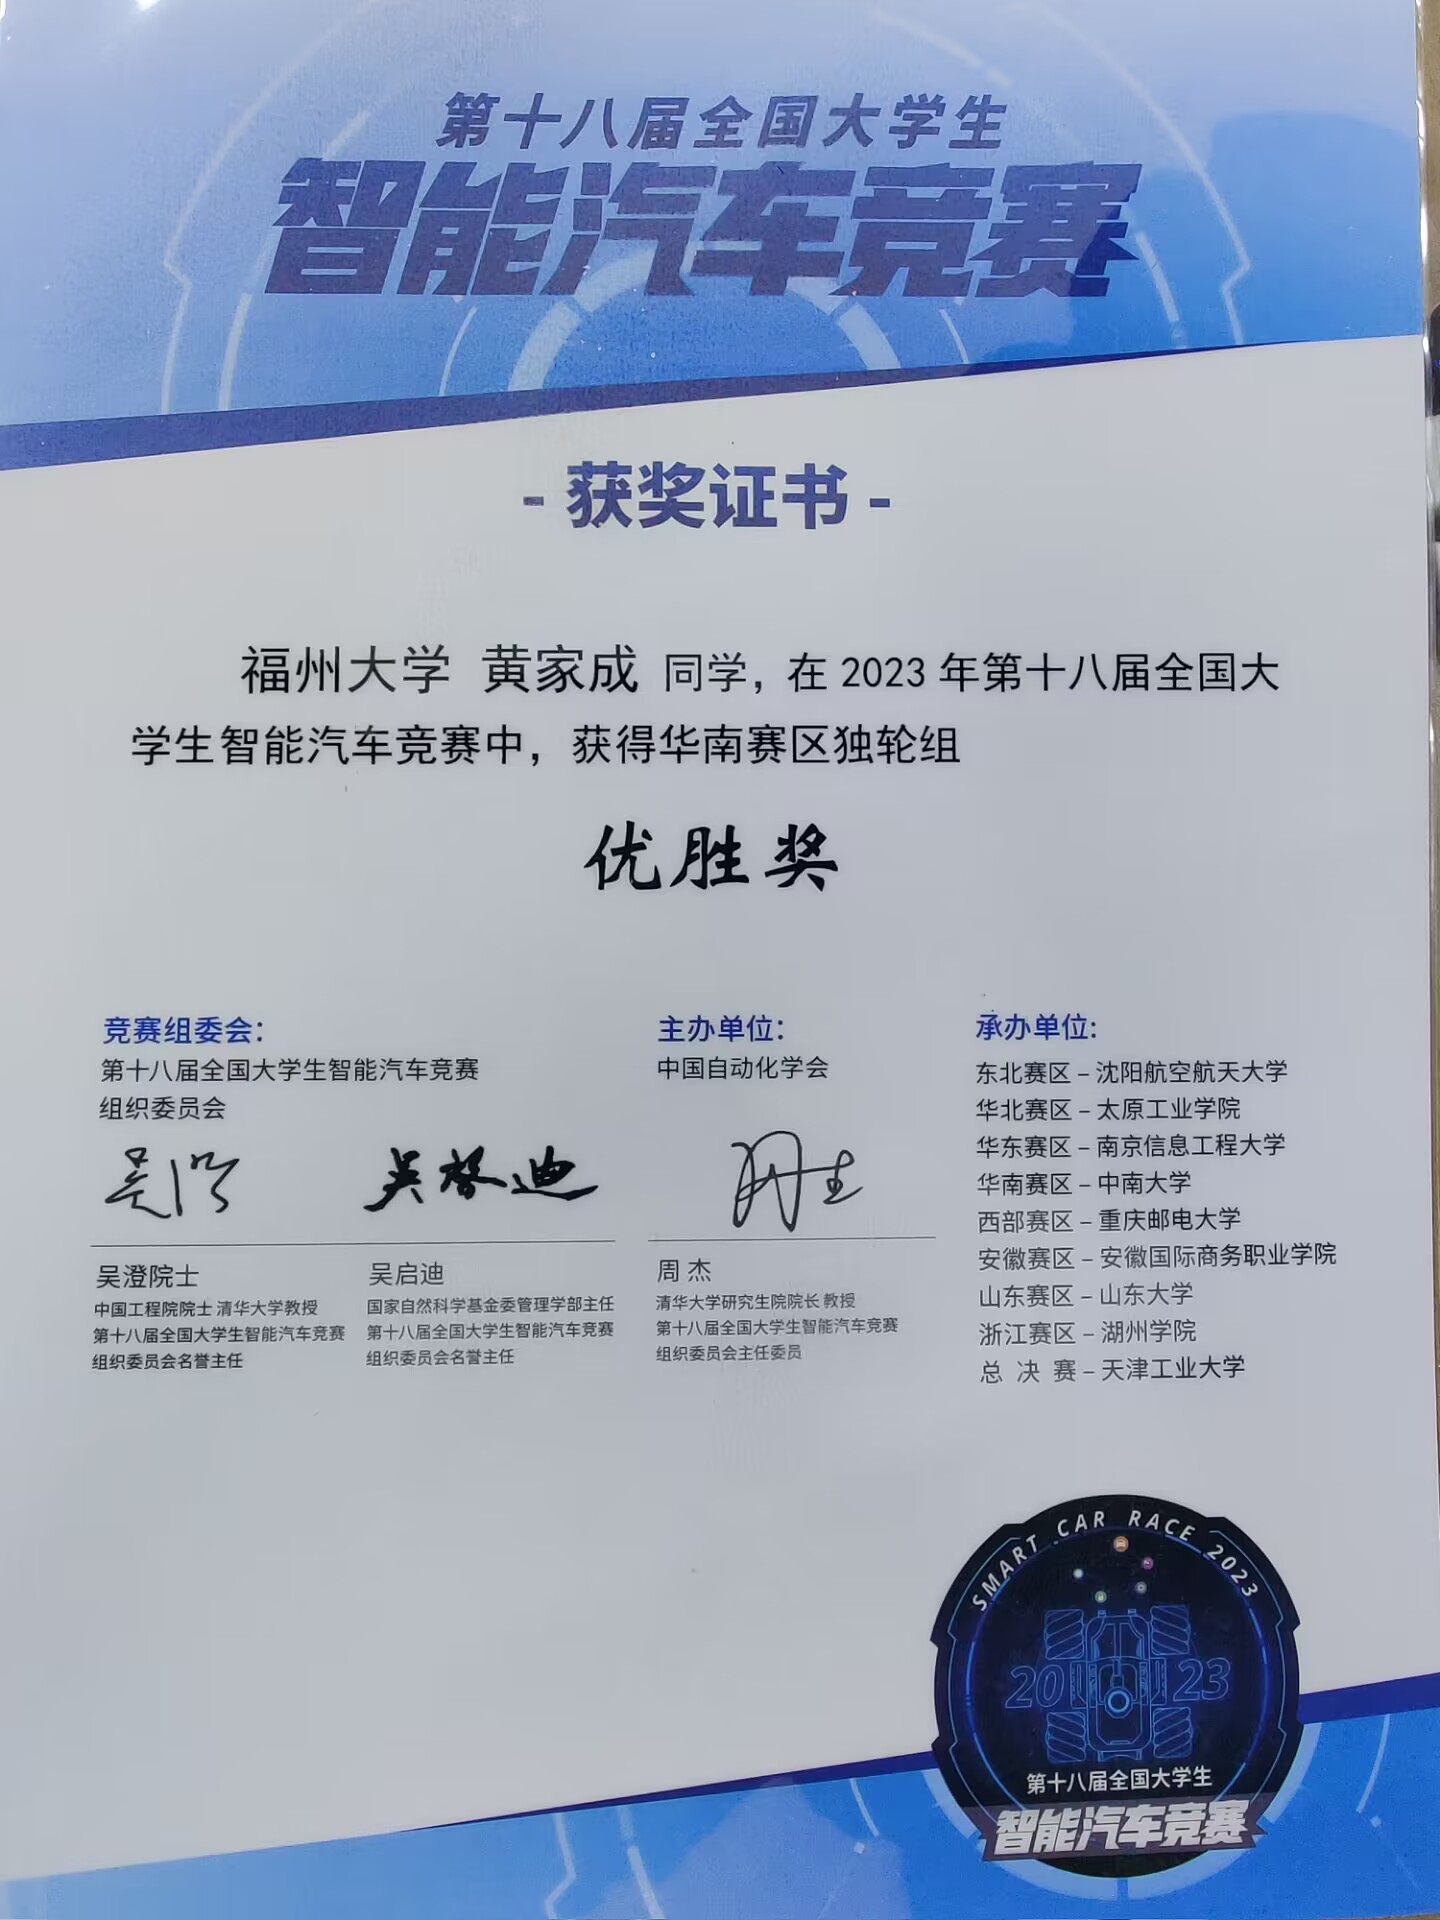 第十八届全国大学生
智能汽车竞赛
- 获奖证书 -
福州大学 黄家成 同学，在 2023 年第十八届全国大
学生智能汽车竞赛中，获得华南赛区独轮组
优胜奖
竞赛组委会：
第十八届全国大学生智能汽车竞赛
组织委员会
吴澄
吴启迪
吴澄院士
中国工程院院士 清华大学教授
第十八届全国大学生智能汽车竞赛
组织委员会名誉主任
吴启迪
国家自然科学基金委管理学部主任
第十八届全国大学生智能汽车竞赛
组织委员会名誉主任
主办单位：
中国自动化学会
周 杰
清华大学研究生院院长 教授
第十八届全国大学生智能汽车竞赛
组织委员会主任委员
承办单位:
东北赛区 – 沈阳航空航天大学
华北赛区 – 太原工业学院
华东赛区 – 南京信息工程大学
华南赛区 – 中南大学
西部赛区 – 重庆邮电大学
安徽赛区 – 安徽国际商务职业学院
山东赛区 – 山东大学
浙江赛区 – 湖州学院
总 决 赛 – 天津工业大学
SMART CAR RACE 2023
20 23
第十八届全国大学生
智能汽车竞赛